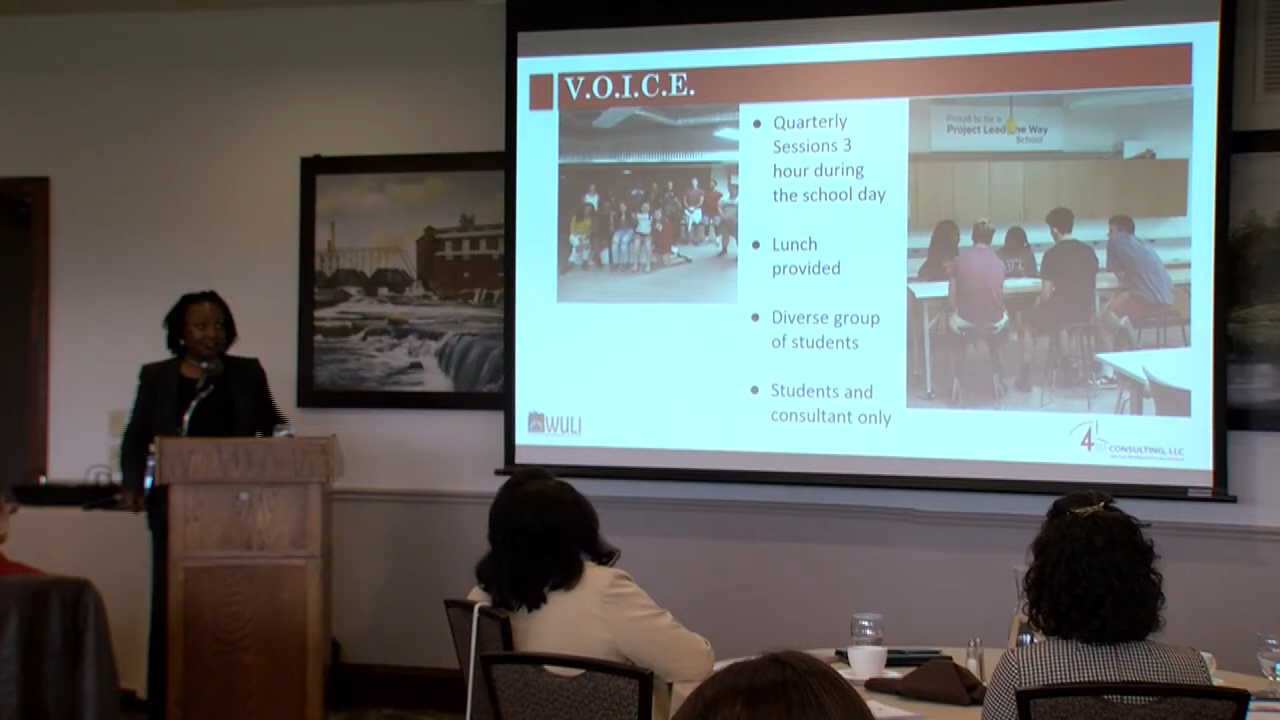 V.O.I.C.E.
• Quarterly
Sessions 3
hour during
the school day
• Lunch
provided
• Diverse group
of students
• Students and
consultant only
Proud to be a
Project Lead The Way
School
WULI
4
CONSULTING, LLC